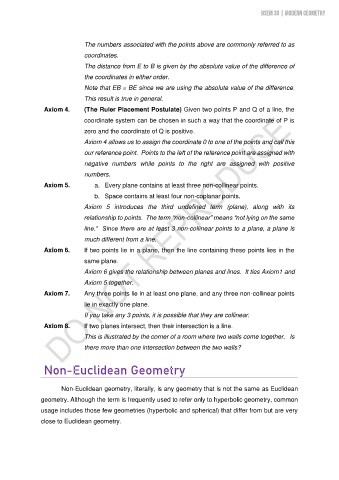 BSEM 30 | MODERN GEOMETRY
The numbers associated with the points above are commonly referred to as
coordinates.
The distance from E to B is given by the absolute value of the difference of
the coordinates in either order.
Note that EB = BE since we are using the absolute value of the difference.
This result is true in general.
Axiom 4. (The Ruler Placement Postulate) Given two points P and Q of a line, the
coordinate system can be chosen in such a way that the coordinate of P is
zero and the coordinate of Q is positive.
Axiom 4 allows us to assign the coordinate 0 to one of the points and call this
our reference point. Points to the left of the reference point are assigned with
negative numbers while points to the right are assigned with positive
numbers.
Axiom 5. a. Every plane contains at least three non-collinear points.
b. Space contains at least four non-coplanar points.
Axiom 5 introduces the third undefined term (plane), along with its
relationship to points. The term "non-collinear" means "not lying on the same
line." Since there are at least 3 non-collinear points to a plane, a plane is
much different from a line.
Axiom 6. If two points lie in a plane, then the line containing these points lies in the
same plane.
Axiom 6 gives the relationship between planes and lines. It ties Axiom1 and
Axiom 5 together.
Axiom 7. Any three points lie in at least one plane, and any three non-collinear points
lie in exactly one plane.
If you take any 3 points, it is possible that they are collinear.
Axiom 8. If two planes intersect, then their intersection is a line.
This is illustrated by the corner of a room where two walls come together. Is
there more than one intersection between the two walls?
Non-Euclidean Geometry
Non-Euclidean geometry, literally, is any geometry that is not the same as Euclidean
geometry. Although the term is frequently used to refer only to hyperbolic geometry, common
usage includes those few geometries (hyperbolic and spherical) that differ from but are very
close to Euclidean geometry.
DO NOT REPRODUCE